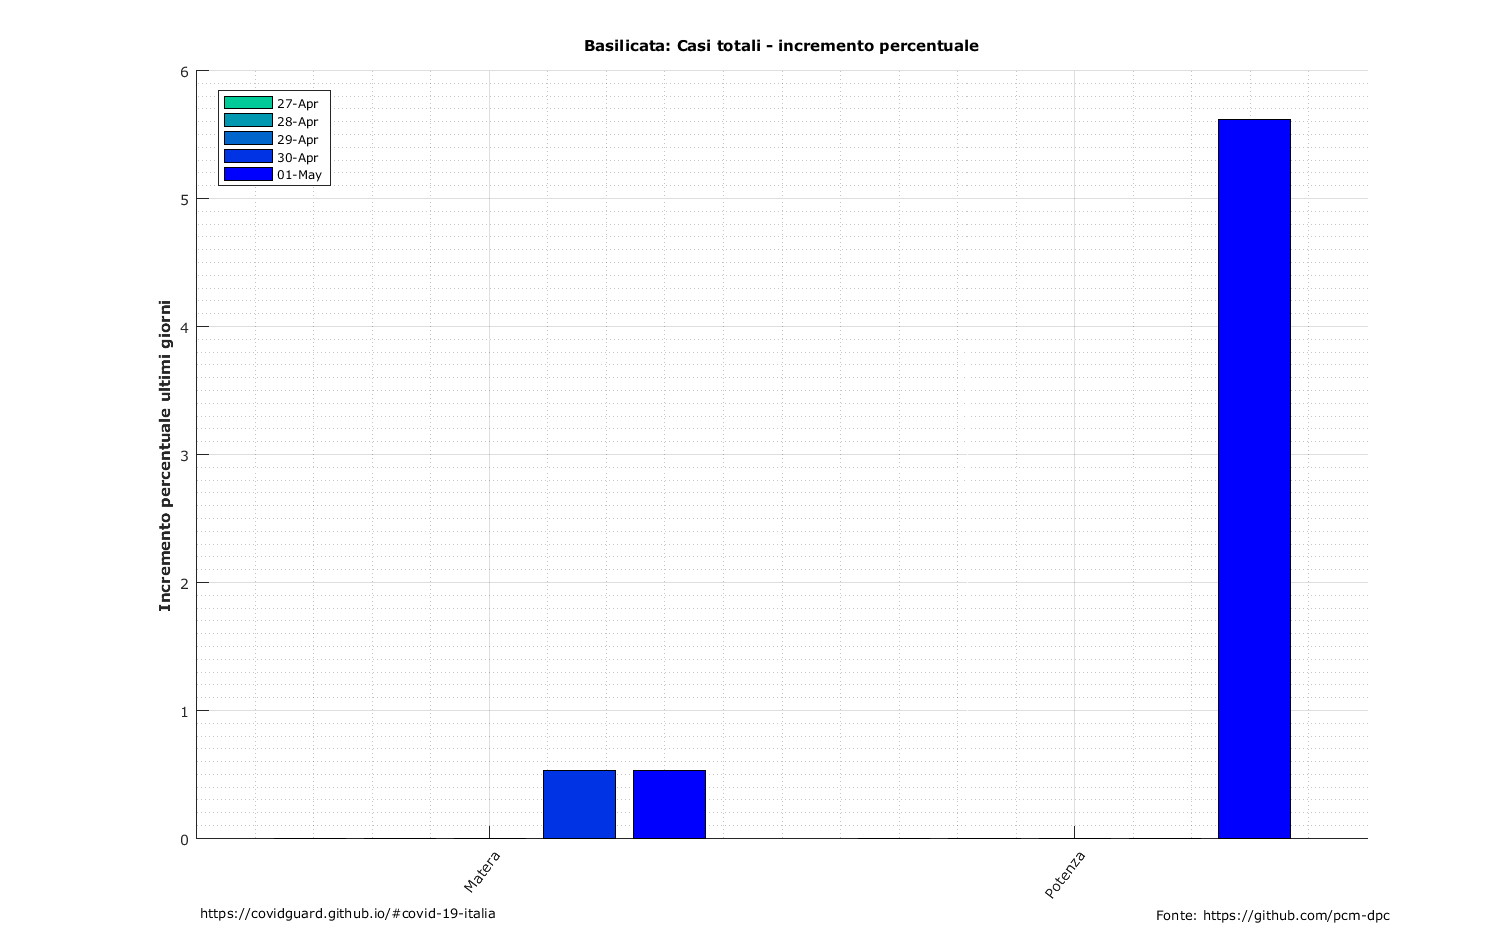 Basilicata: Casi totali - incremento percentuale
27-Apr
28-Apr
29-Apr
30-Apr
01-May
Incremento percentuale ultimi giorni
6
5
4
3
2
1
0
Matera
Potenza
https://covidguard.github.io/#covid-19-italia
Fonte: https://github.com/pcm-dpc